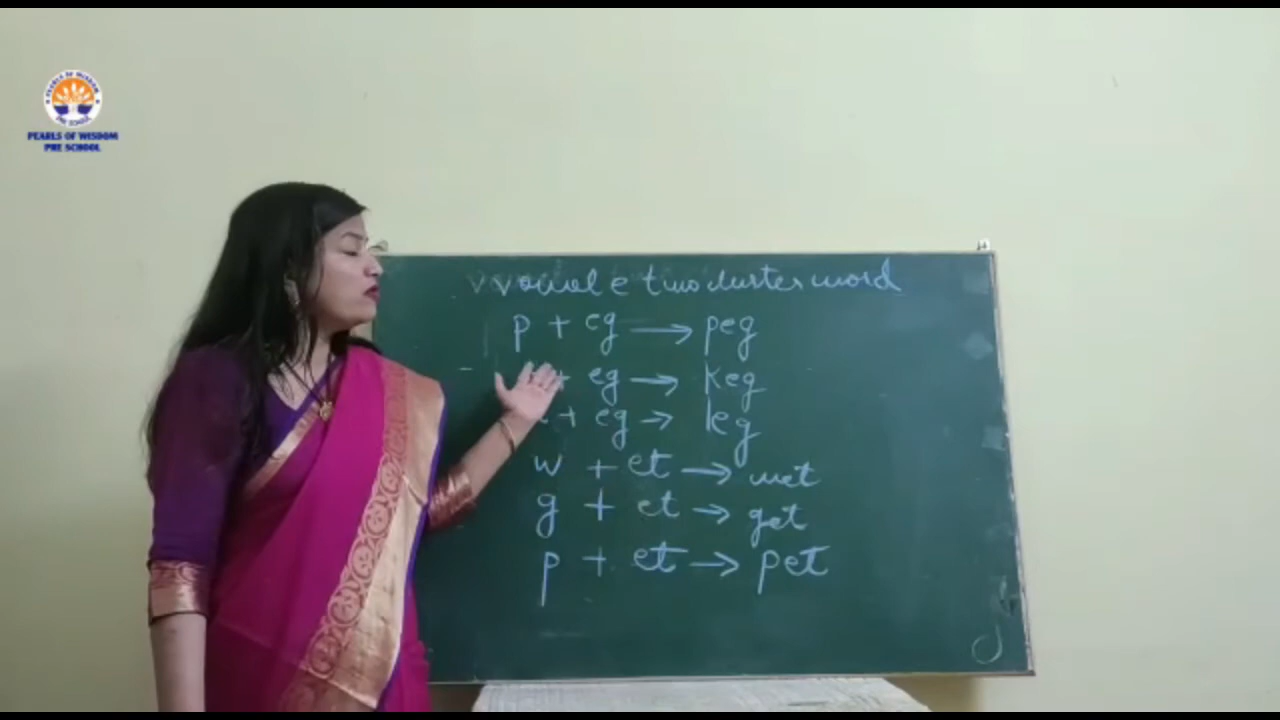 PEARLS OF WISDOM
PRE SCHOOL
vowel e two cluster word
p + eg → peg
+ eg → keg
+ eg → leg
w + et → wet
g + et → get
p + et → pet